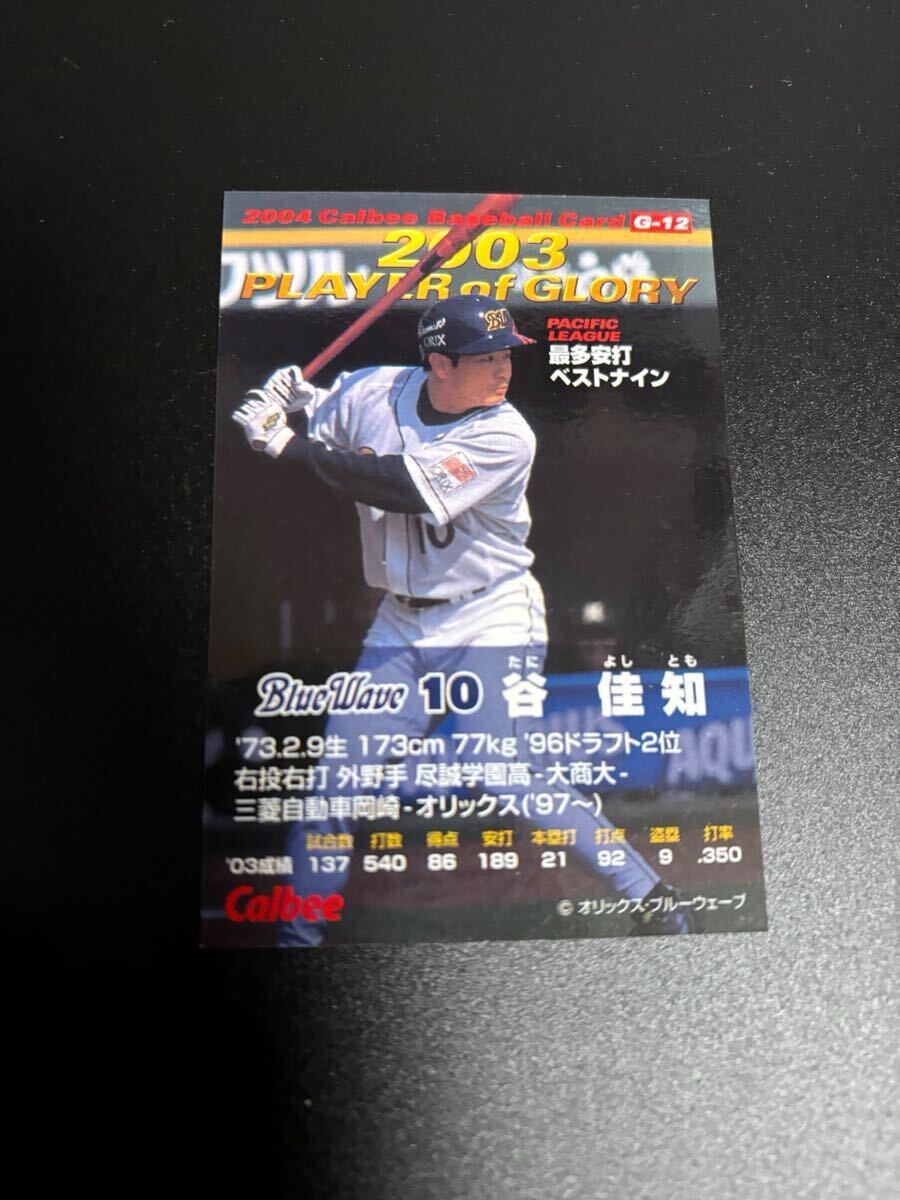 2004 Calbee Baseball Card G-12
2003
PLAYER of GLORY
PACIFIC
LEAGUE
最多安打
ベストナイン
ORIX
ORIX
10
たに よし とも
BlueWave 10 谷 佳 知
'73.2.9生 173cm 77kg '96ドラフト2位
右投右打 外野手 尽誠学園高-大商大-
三菱自動車岡崎-オリックス('97〜)
試合数 打数 得点 安打 本塁打 打点 盗塁 打率
'03成績 137 540 86 189 21 92 9 .350
Calbee
© オリックス・ブルーウェーブ